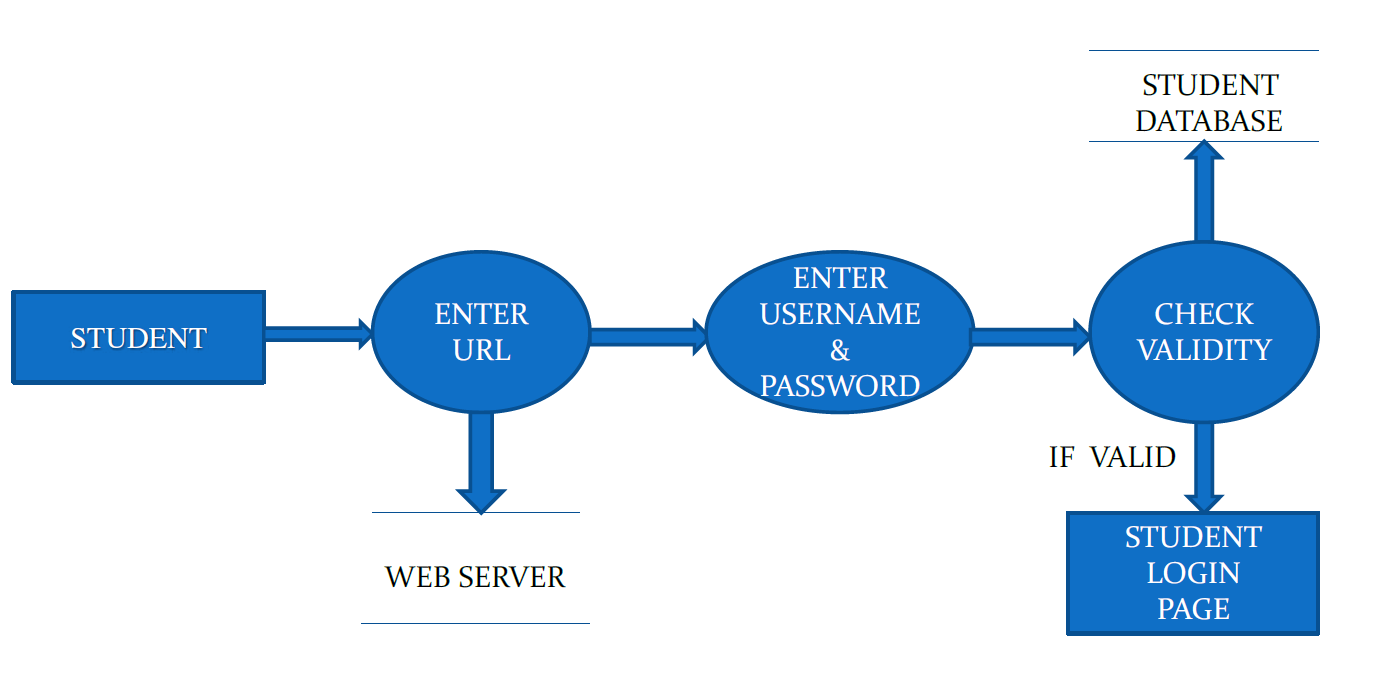 STUDENT
DATABASE
STUDENT
ENTER
URL
ENTER
USERNAME
&
PASSWORD
CHECK
VALIDITY
IF  VALID
WEB SERVER
STUDENT
LOGIN
PAGE